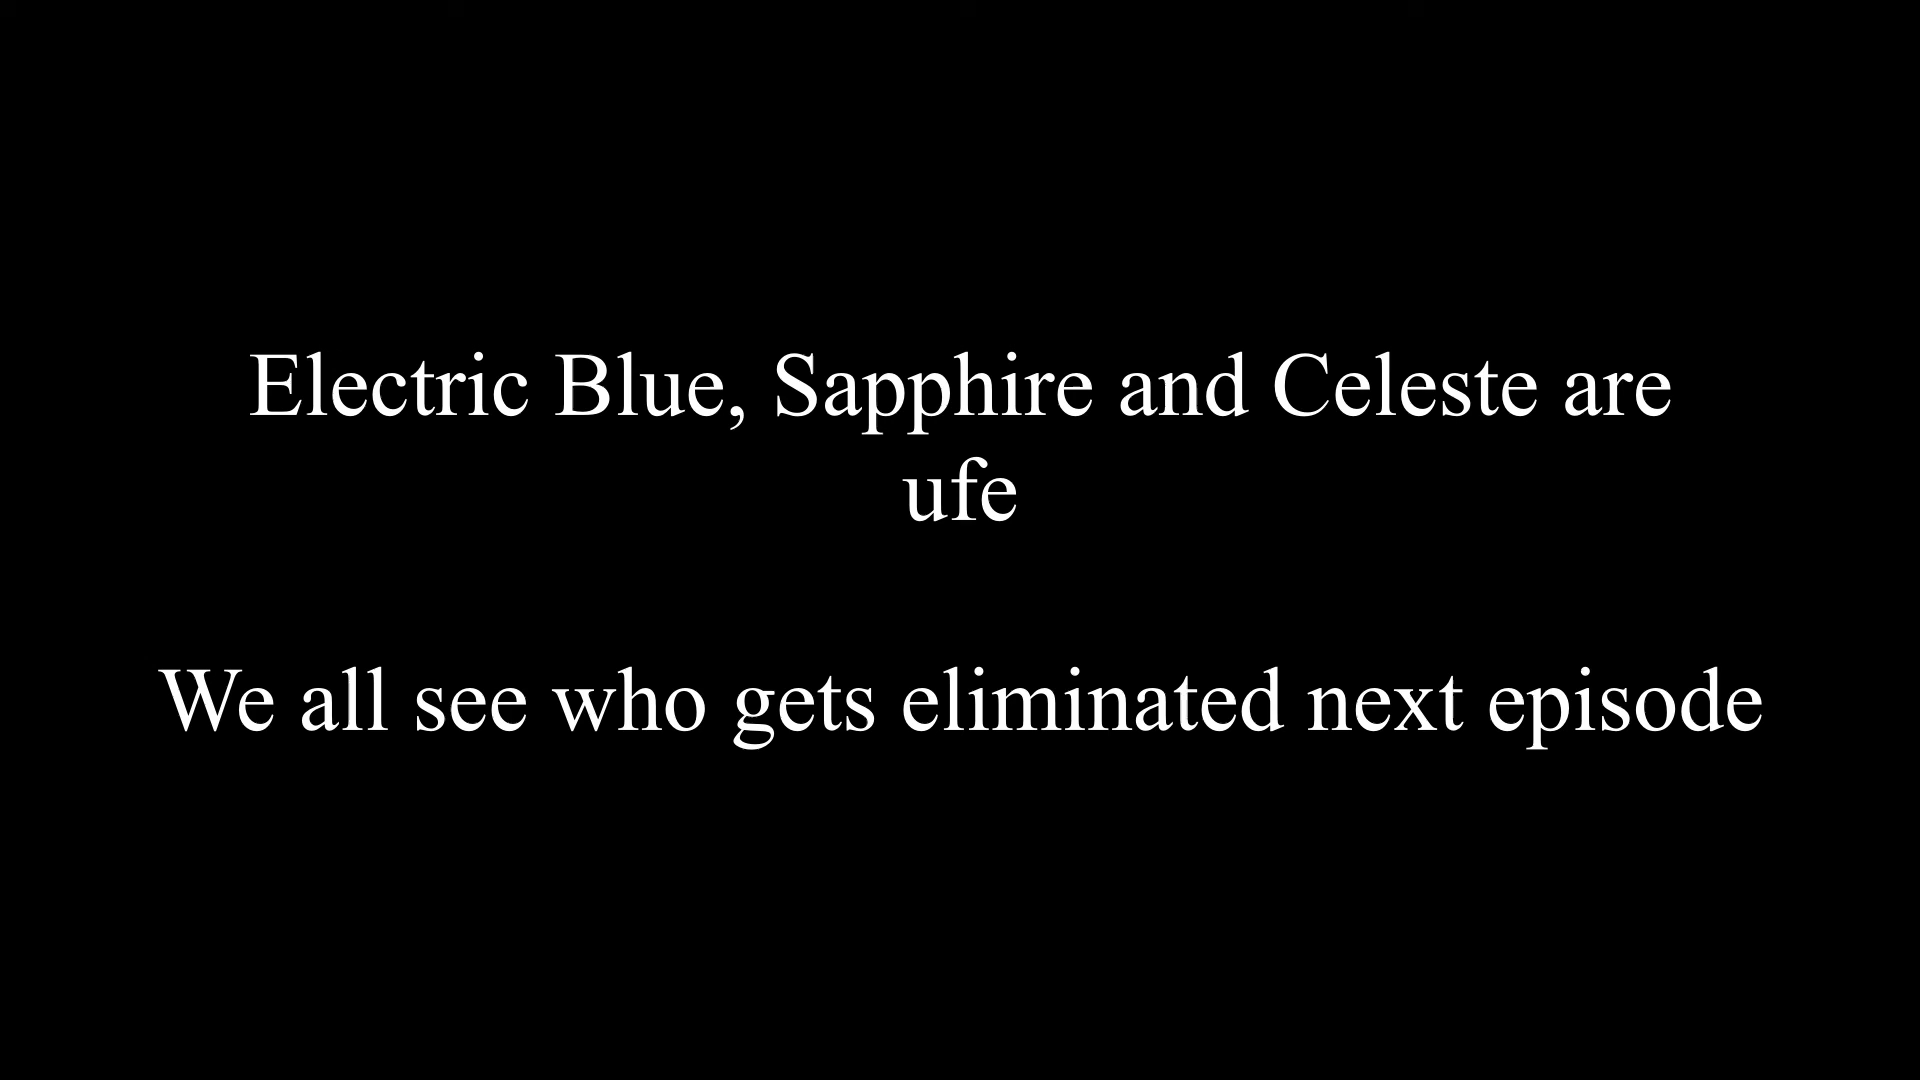 Electric Blue, Sapphire and Celeste are
ufe
We all see who gets eliminated next episode